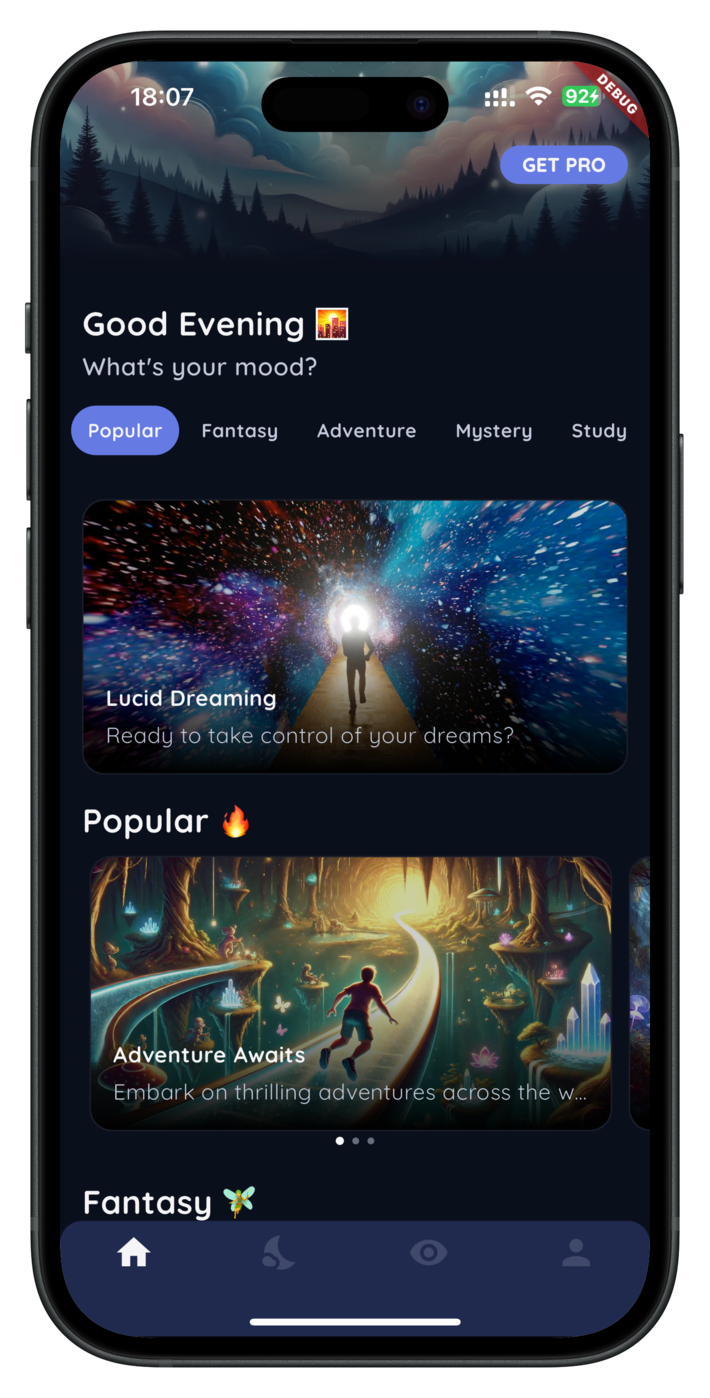 18:07
92
DEBUG
GET PRO
Good Evening 🌇
What's your mood?
Popular Fantasy Adventure Mystery Study
Lucid Dreaming
Ready to take control of your dreams?
Popular 🔥
Adventure Awaits
Embark on thrilling adventures across the w...
Fantasy 🧚